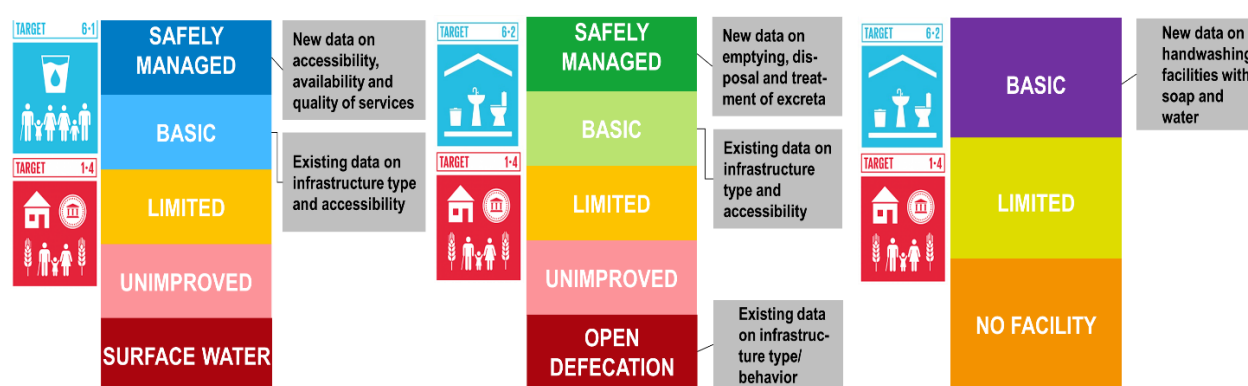 TARGET 6·1
SAFELY
MANAGED
BASIC
LIMITED
UNIMPROVED
SURFACE WATER
TARGET 1·4
New data on
accessibility,
availability and
quality of services
Existing data on
infrastructure type
and accessibility
TARGET 6·2
SAFELY
MANAGED
BASIC
LIMITED
UNIMPROVED
OPEN
DEFECATION
TARGET 1·4
New data on
emptying, dis-
posal and treat-
ment of excreta
Existing data on
infrastructure
type and
accessibility
Existing data
on infrastruc-
ture type/
behavior
TARGET 6·2
BASIC
LIMITED
NO FACILITY
TARGET 1·4
New data on
handwashing
facilities with
soap and
water